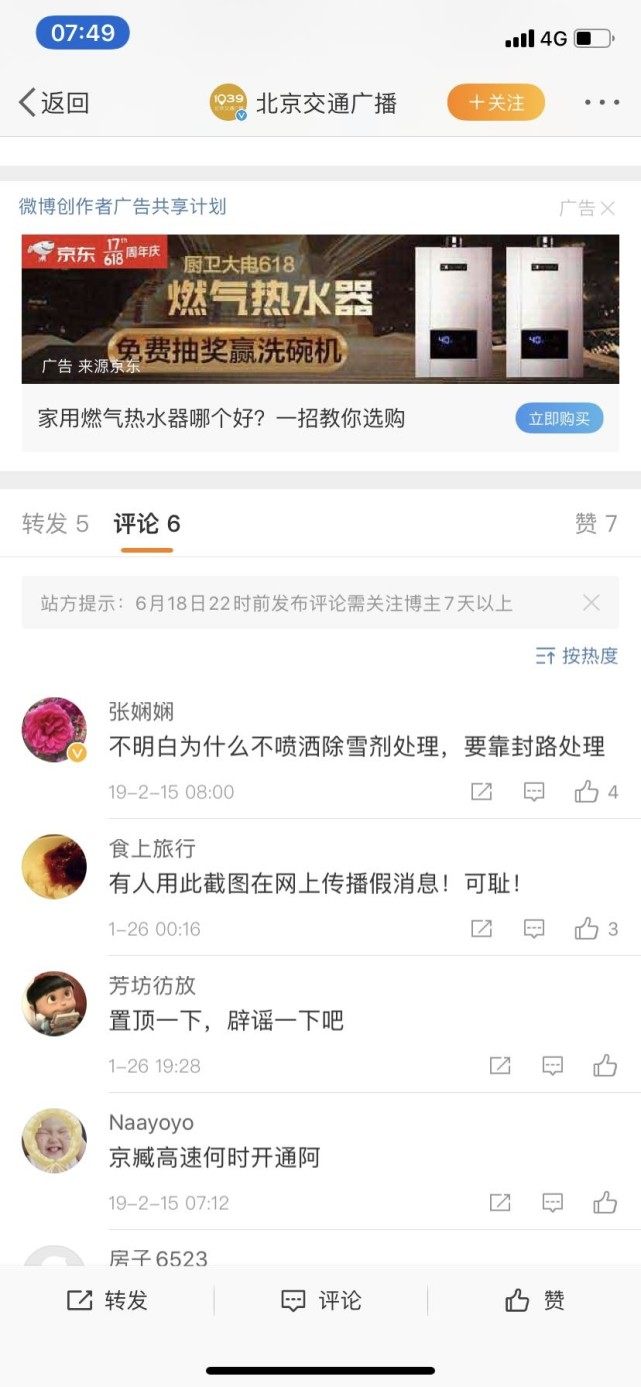 07:49
4G
返回
1039
北京交通广播
+关注
微博创作者广告共享计划
广告
京东 17th 618 周年庆
厨卫大电618
燃气热水器
免费抽奖赢洗碗机
广告 来源京东
家用燃气热水器哪个好？一招教你选购
立即购买
转发 5 评论 6 赞 7
站方提示：6月18日22时前发布评论需关注博主7天以上
按热度
张娴娴
不明白为什么不喷洒除雪剂处理，要靠封路处理
19-2-15 08:00
4
食上旅行
有人用此截图在网上传播假消息！可耻！
1-26 00:16
3
芳坊彷放
置顶一下，辟谣一下吧
1-26 19:28
Naayoyo
京臧高速何时开通阿
19-2-15 07:12
房子6523
转发 评论 赞